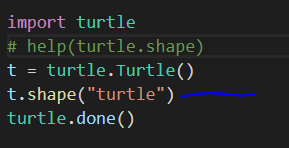 import turtle
# help(turtle.shape)
t = turtle.Turtle()
t.shape("turtle")
turtle.done()